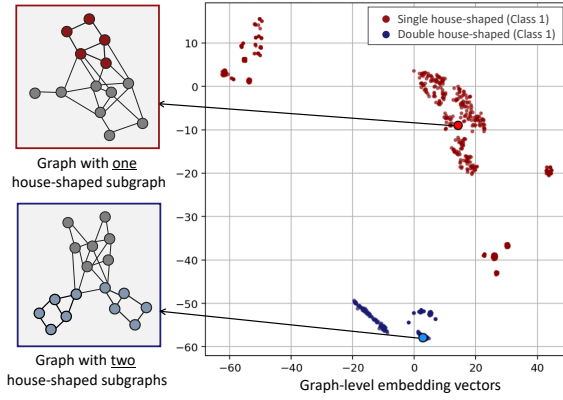 Graph with one
house-shaped subgraph
Graph with two
house-shaped subgraphs
Single house-shaped (Class 1)
Double house-shaped (Class 1)
10
0
−10
−20
−30
−40
−50
−60
−60
−40
−20
0
20
40
Graph-level embedding vectors